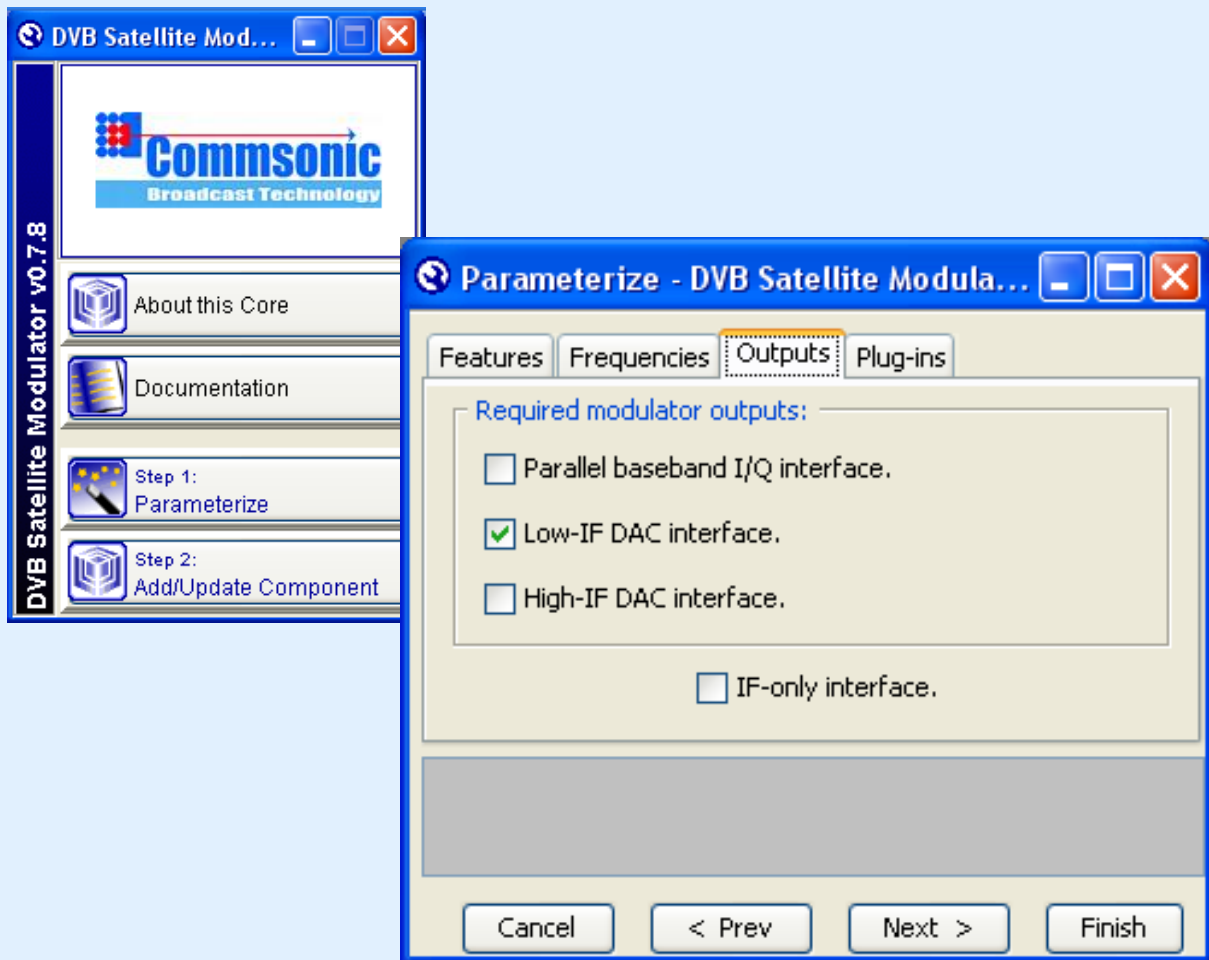 DVB Satellite Mod...
Commsonic
Broadcast Technology
DVB Satellite Modulator v0.7.8
About this Core
Documentation
Step 1:
Parameterize
Step 2:
Add/Update Component
Parameterize - DVB Satellite Modula...
Features Frequencies Outputs Plug-ins
Required modulator outputs:
Parallel baseband I/Q interface.
Low-IF DAC interface.
High-IF DAC interface.
IF-only interface.
Cancel < Prev Next > Finish